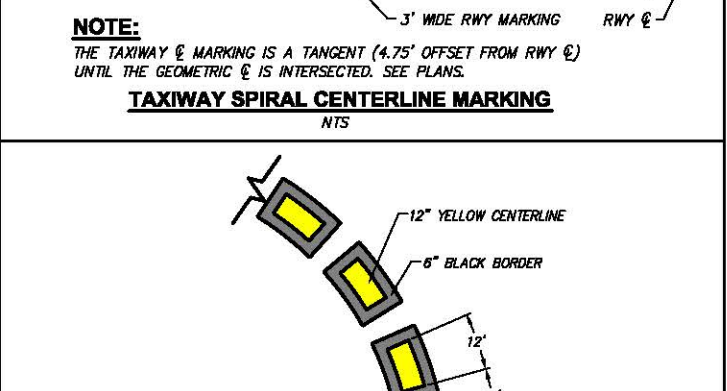 3' WIDE RWY MARKING RWY ℄
NOTE:
THE TAXIWAY ℄ MARKING IS A TANGENT (4.75' OFFSET FROM RWY ℄)
UNTIL THE GEOMETRIC ℄ IS INTERSECTED. SEE PLANS.
TAXIWAY SPIRAL CENTERLINE MARKING
NTS
12" YELLOW CENTERLINE
6" BLACK BORDER
12'